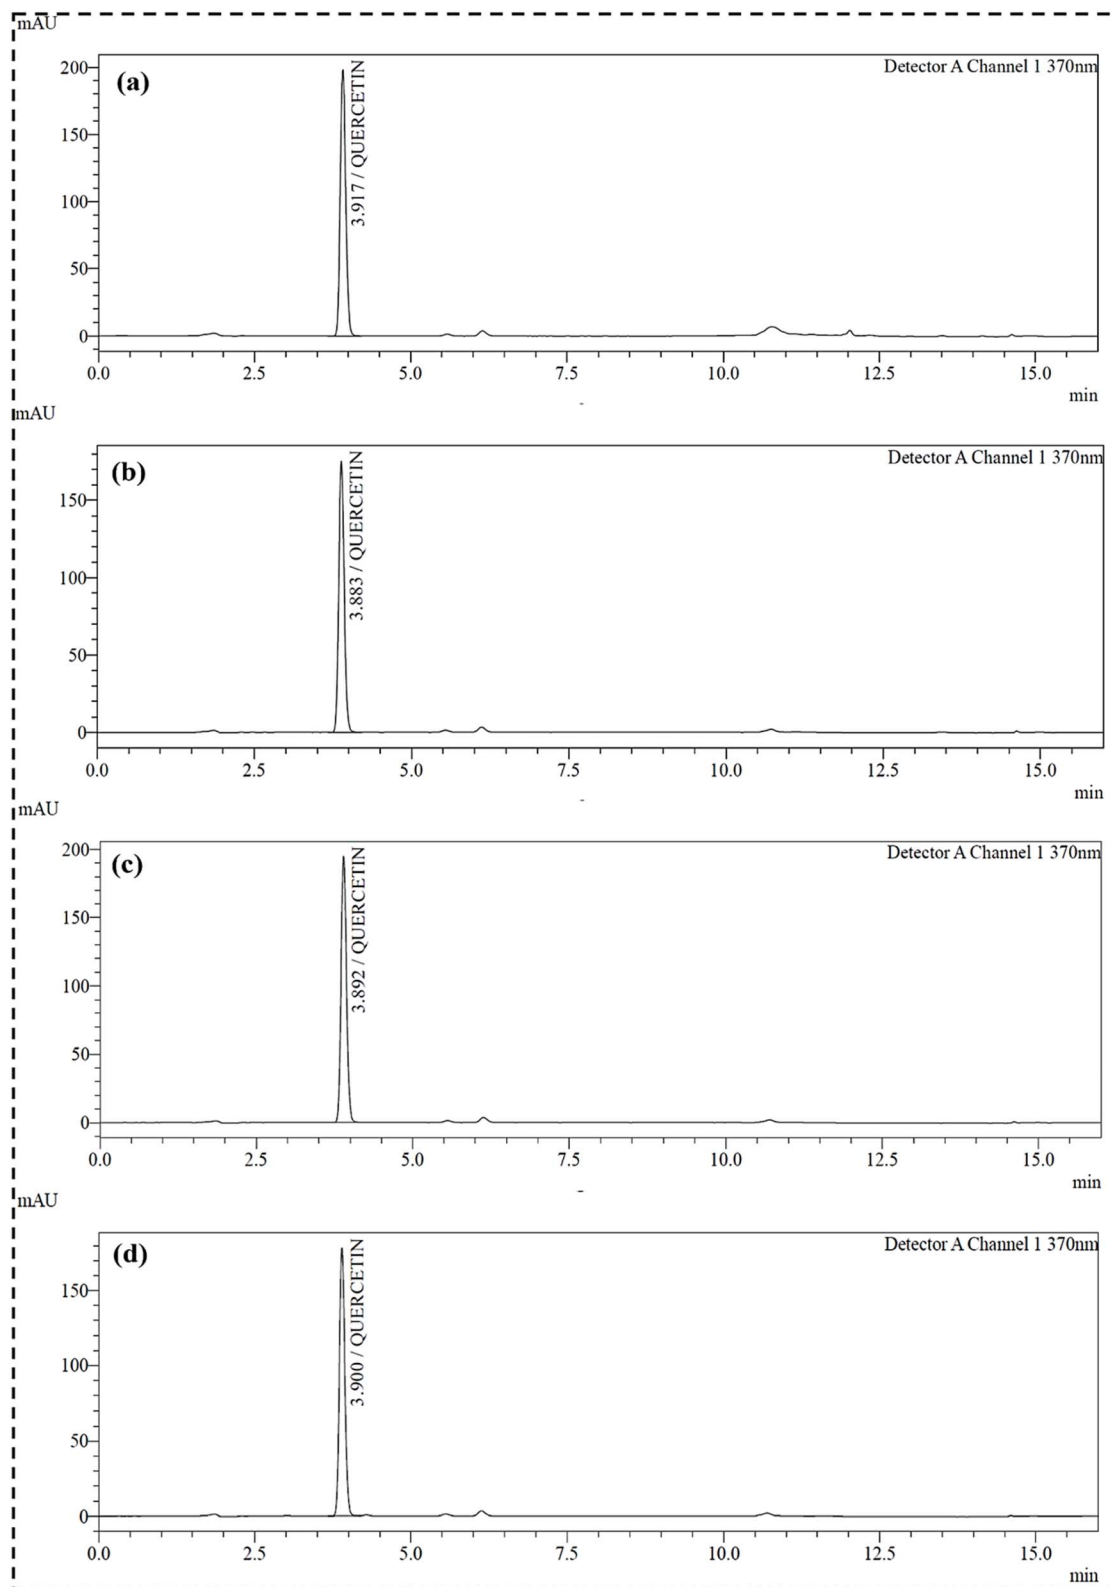 mAU
(a)
Detector A Channel 1 370nm
200
150
100
50
0
3.917 / QUERCETIN
0.0 2.5 5.0 7.5 10.0 12.5 15.0
min
mAU
(b)
Detector A Channel 1 370nm
150
100
50
0
3.883 / QUERCETIN
0.0 2.5 5.0 7.5 10.0 12.5 15.0
min
mAU
(c)
Detector A Channel 1 370nm
200
150
100
50
0
3.892 / QUERCETIN
0.0 2.5 5.0 7.5 10.0 12.5 15.0
min
mAU
(d)
Detector A Channel 1 370nm
150
100
50
0
3.900 / QUERCETIN
0.0 2.5 5.0 7.5 10.0 12.5 15.0
min